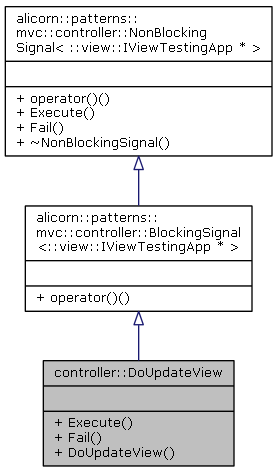 alicorn::patterns::
mvc::controller::NonBlocking
Signal< ::view::IViewTestingApp * >
+ operator()()
+ Execute()
+ Fail()
+ ~NonBlockingSignal()
alicorn::patterns::
mvc::controller::BlockingSignal
<::view::IViewTestingApp * >
+ operator()()
controller::DoUpdateView
+ Execute()
+ Fail()
+ DoUpdateView()